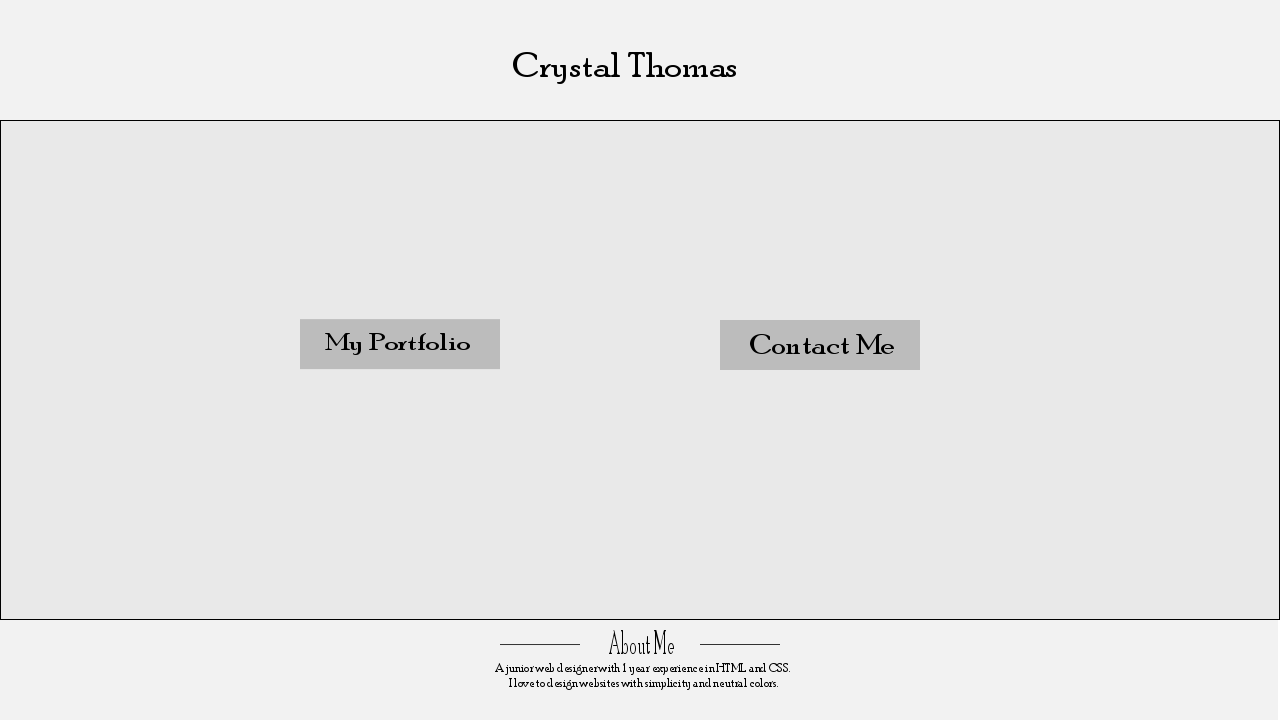 Crystal Thomas
My Portfolio
Contact Me
About Me
A junior web designer with 1 year experience in HTML and CSS.
I love to design websites with simplicity and neutral colors.